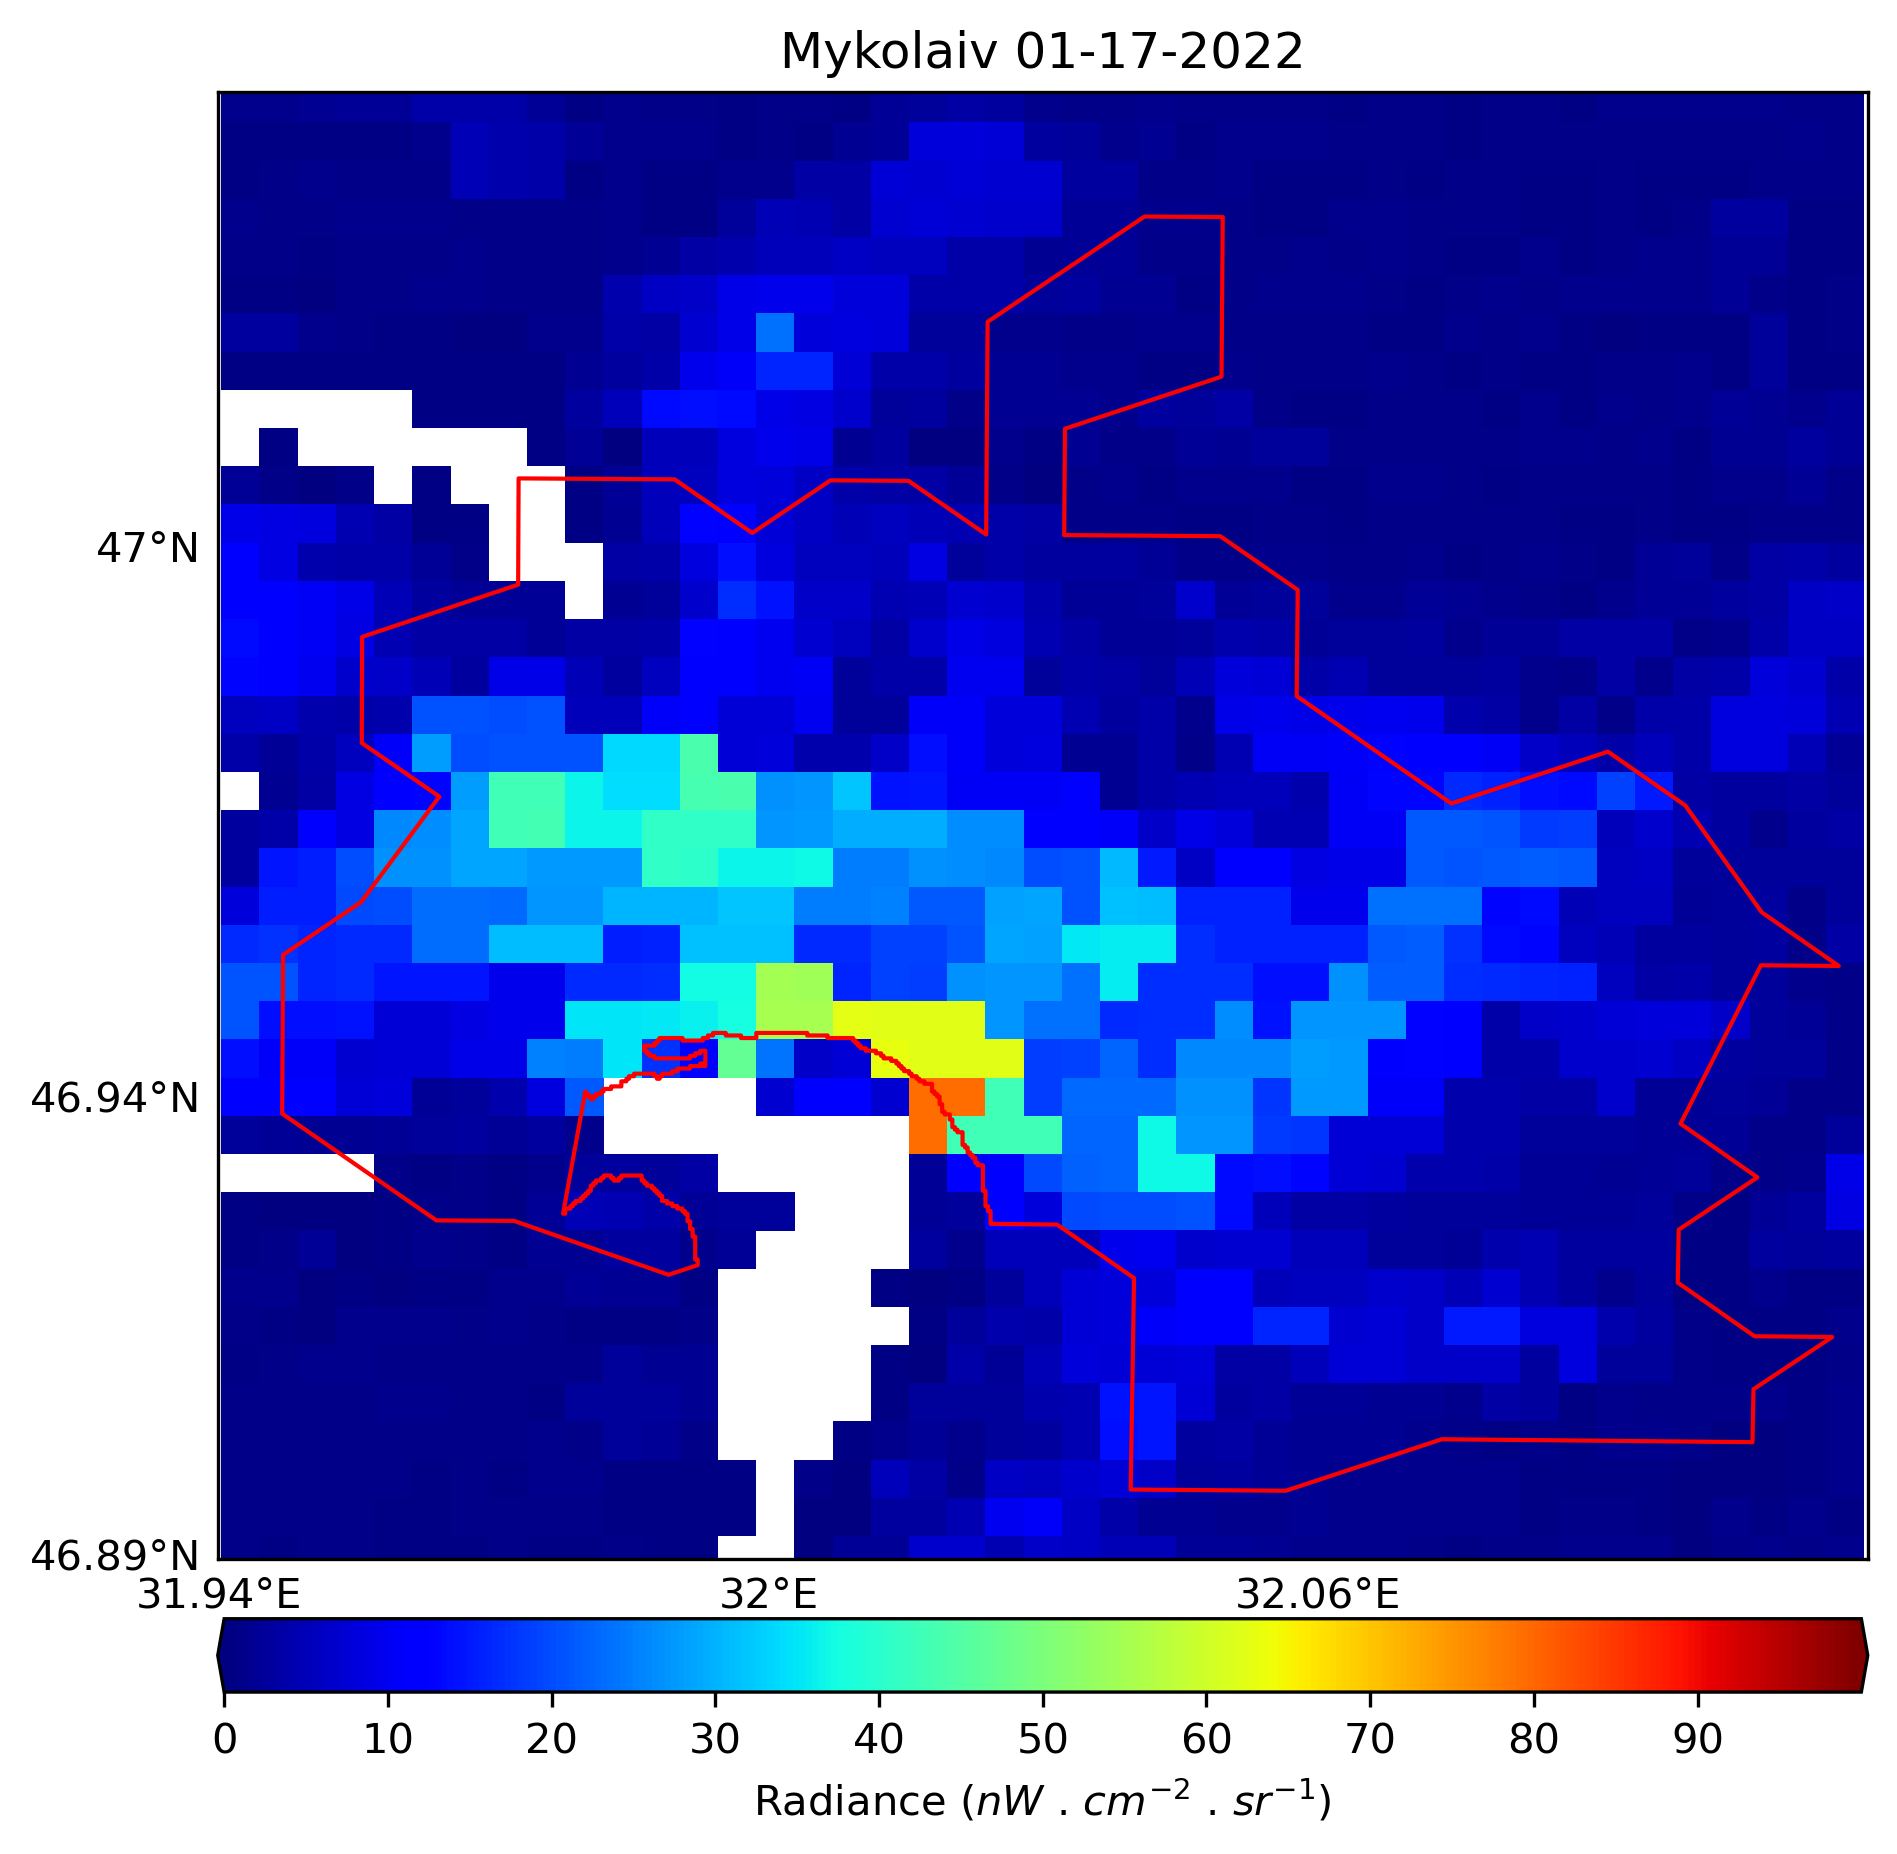 Mykolaiv 01-17-2022
47°N
46.94°N
46.89°N
31.94°E 32°E 32.06°E
0 10 20 30 40 50 60 70 80 90
Radiance (nW . cm⁻² . sr⁻¹)